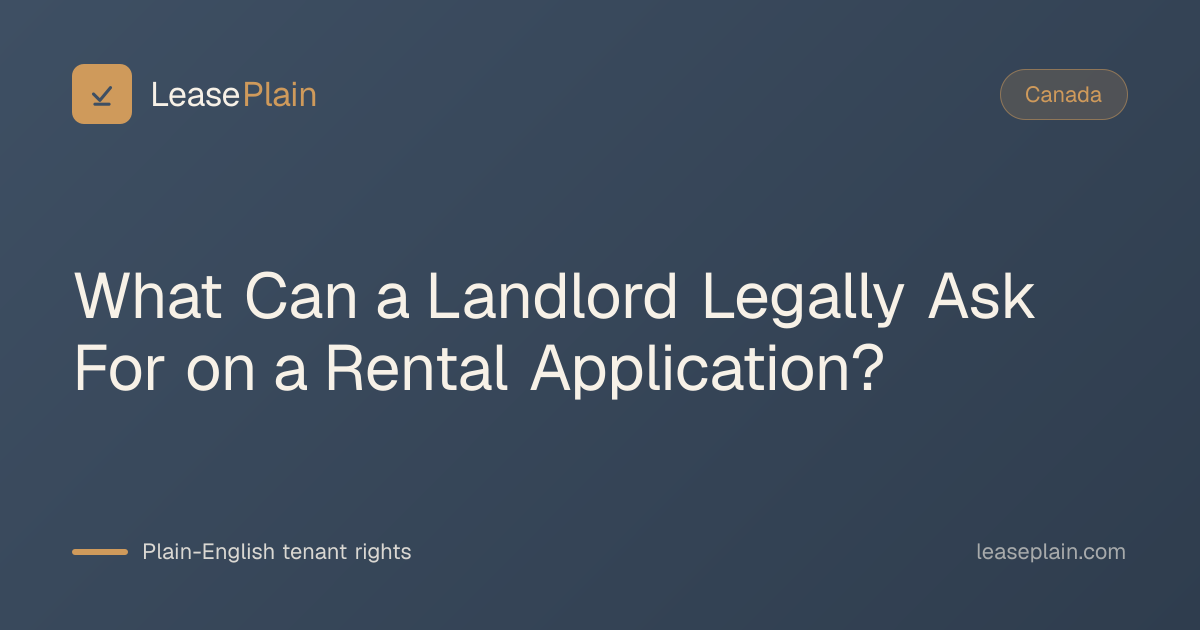 LeasePlain
Canada
What Can a Landlord Legally Ask
For on a Rental Application?
Plain-English tenant rights
leaseplain.com